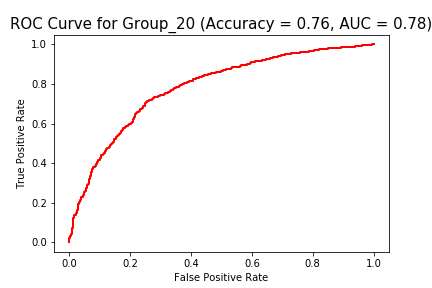 ROC Curve for Group_20 (Accuracy = 0.76, AUC = 0.78)
1.0
0.8
0.6
0.4
0.2
0.0
True Positive Rate
0.0 0.2 0.4 0.6 0.8 1.0
False Positive Rate